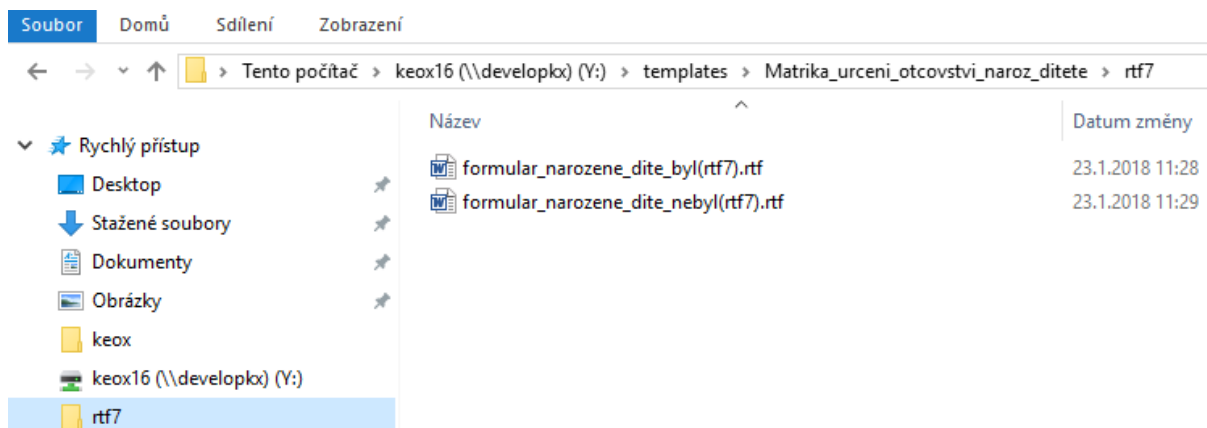 Soubor Domů Sdílení Zobrazení
Tento počítač > keox16 (\\developkx) (Y:) > templates > Matrika_urceni_otcovstvi_naroz_ditete > rtf7
Název Datum změny
Rychlý přístup
formular_narozene_dite_byl(rtf7).rtf 23.1.2018 11:28
Desktop
formular_narozene_dite_nebyl(rtf7).rtf 23.1.2018 11:29
Stažené soubory
Dokumenty
Obrázky
keox
keox16 (\\developkx) (Y:)
rtf7